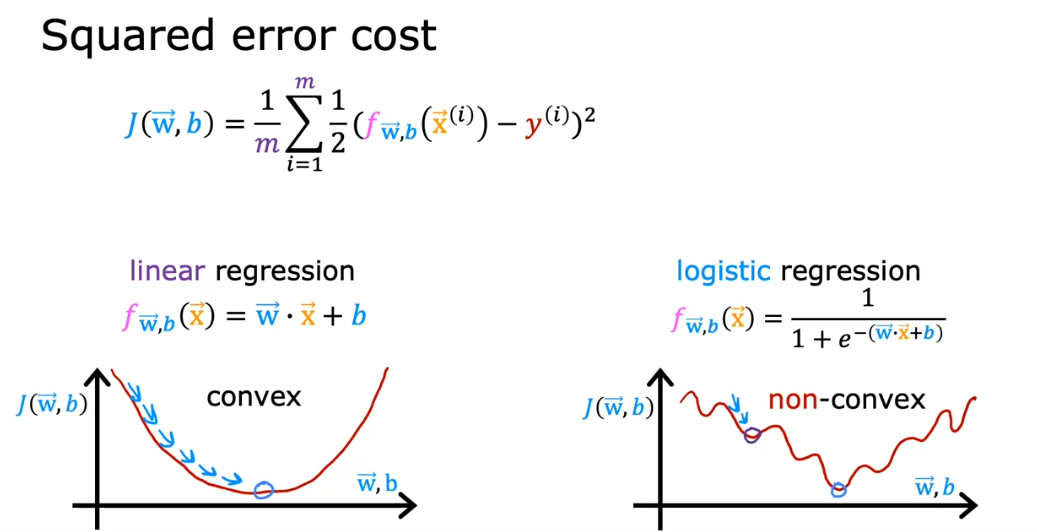 Squared error cost
J(w⃗, b) = 1/m ∑_{i=1}^{m} 1/2 (f_{w⃗,b}(x⃗^{(i)}) − y^{(i)})²
linear regression
f_{w⃗,b}(x⃗) = w⃗ · x⃗ + b
J(w⃗, b)
convex
w⃗, b
logistic regression
f_{w⃗,b}(x⃗) = 1 / (1 + e^{−(w⃗·x⃗+b)})
J(w⃗, b)
non-convex
w⃗, b